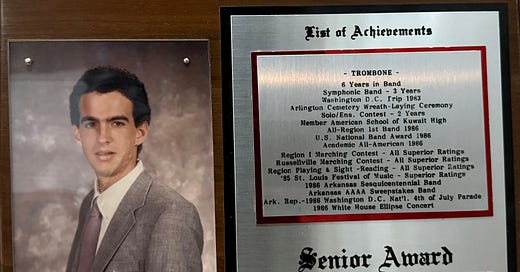 List of Achievements
- TROMBONE -
6 Years in Band
Symphonic Band - 3 Years
Washington D.C. Trip 1983
Arlington Cemetery Wreath-Laying Ceremony
Solo/Ens. Contest - 2 Years
Member American School of Kuwait High
All-Region 1st Band 1986
U.S. National Band Award 1986
Academic All-American 1986
Region I Marching Contest - All Superior Ratings
Russellville Marching Contest - All Superior Ratings
Region Playing & Sight-Reading - All Superior Ratings
'85 St. Louis Festival of Music - Superior Ratings
1986 Arkansas Sesquicentennial Band
Arkansas AAAA Sweepstakes Band
Ark. Rep.-1986 Washington D.C. Nat'l. 4th of July Parade
1986 White House Ellipse Concert
Senior Award